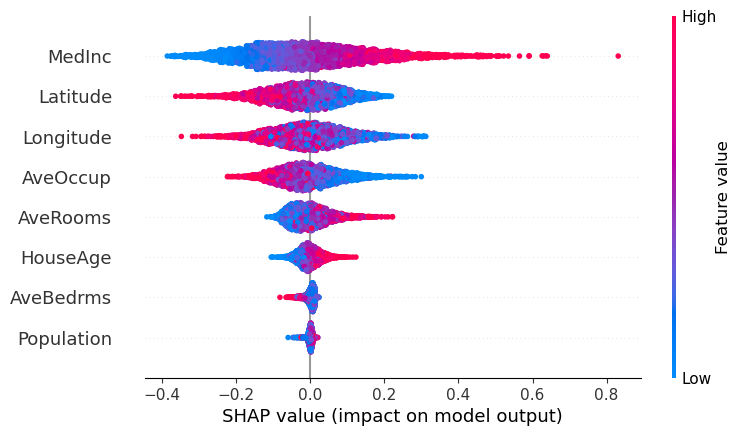 High
MedInc
Latitude
Longitude
AveOccup
AveRooms
HouseAge
AveBedrms
Population
Feature value
Low
−0.4 −0.2 0.0 0.2 0.4 0.6 0.8
SHAP value (impact on model output)